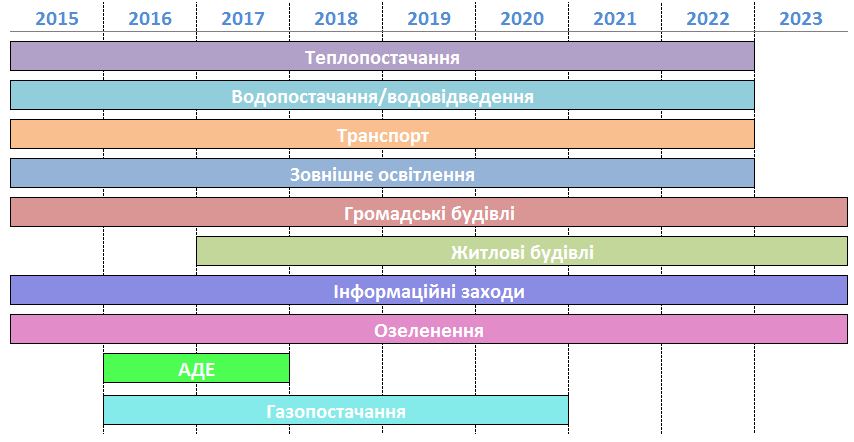 2015 2016 2017 2018 2019 2020 2021 2022 2023
Теплопостачання
Водопостачання/водовідведення
Транспорт
Зовнішнє освітлення
Громадські будівлі
Житлові будівлі
Інформаційні заходи
Озеленення
АДЕ
Газопостачання